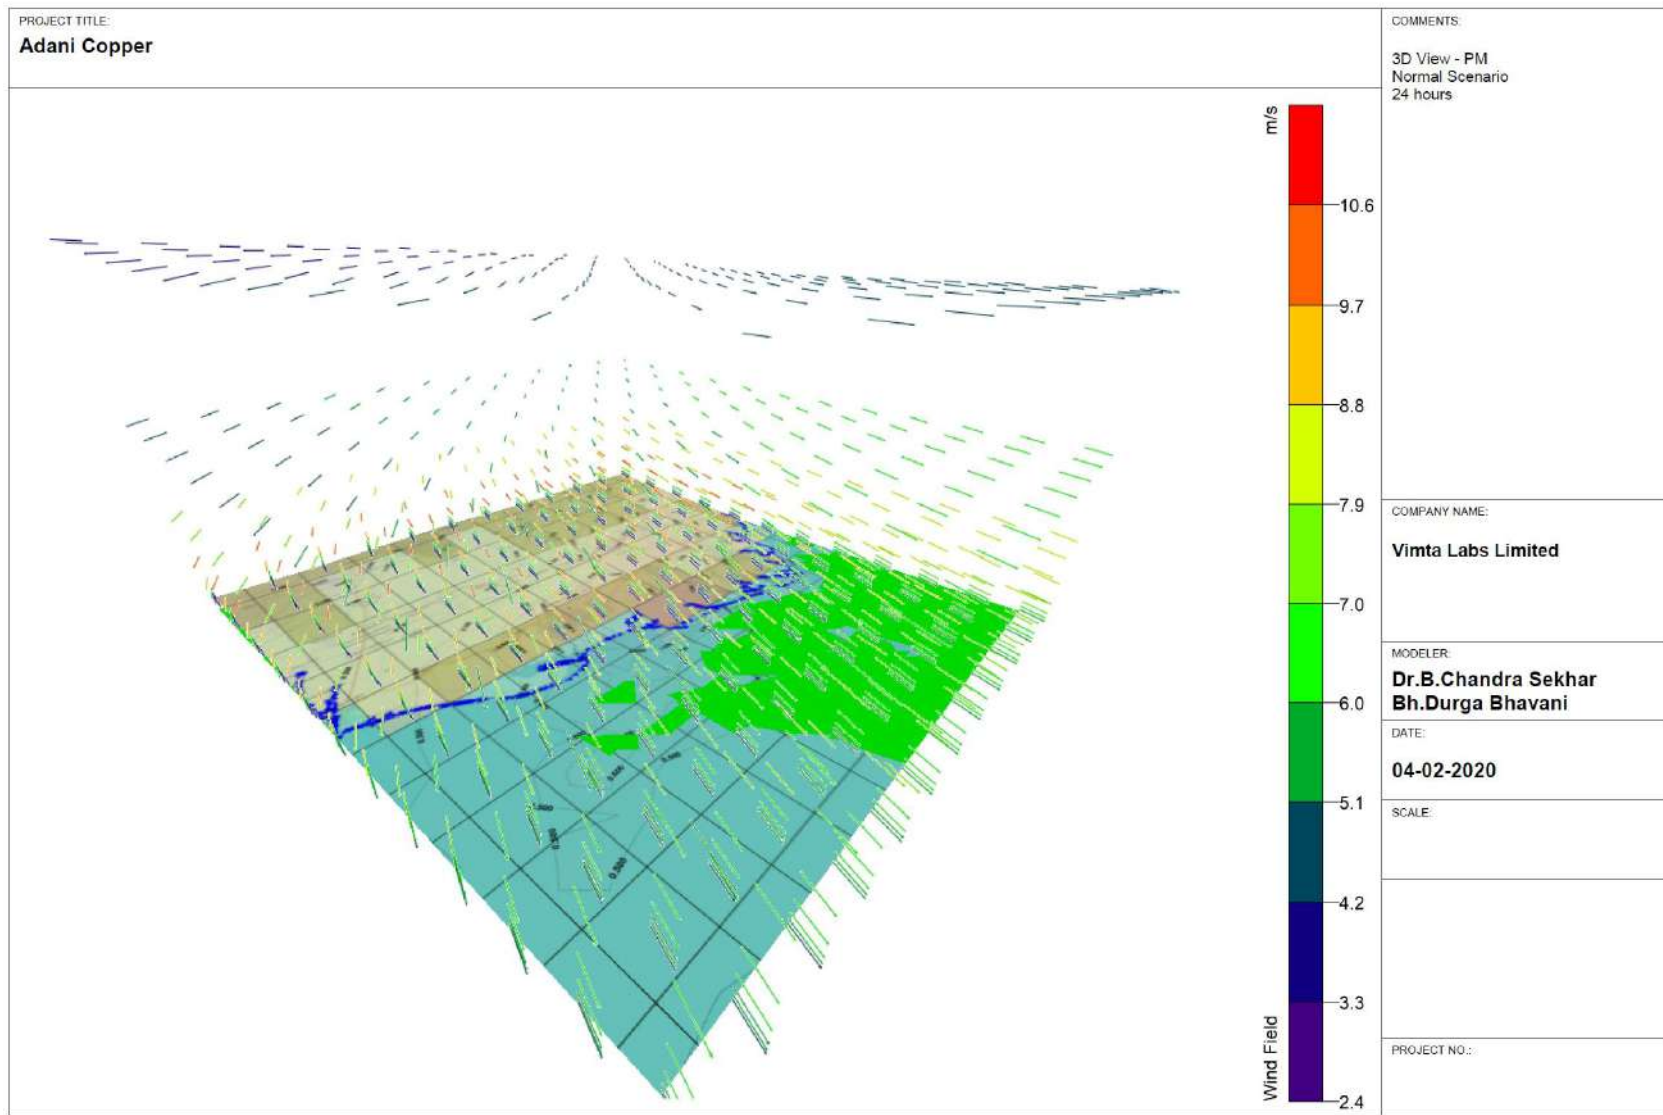 PROJECT TITLE:
Adani Copper
COMMENTS:
3D View - PM
Normal Scenario
24 hours
m/s
10.6
9.7
8.8
7.9
7.0
6.0
5.1
4.2
3.3
2.4
Wind Field
0.500
COMPANY NAME:
Vimta Labs Limited
MODELER:
Dr.B.Chandra Sekhar
Bh.Durga Bhavani
DATE:
04-02-2020
SCALE:
PROJECT NO.: